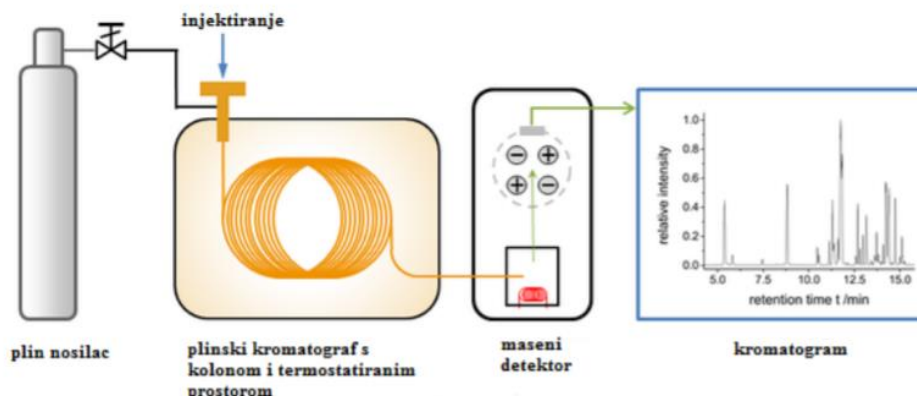 injektiranje
plin nosilac
plinski kromatograf s
kolonom i termostatiranim
prostorom
maseni
detektor
relative intensity
1.0
0.8
0.6
0.4
0.2
0.0
5.0 7.5 10.0 12.5 15.0
retention time t /min
kromatogram